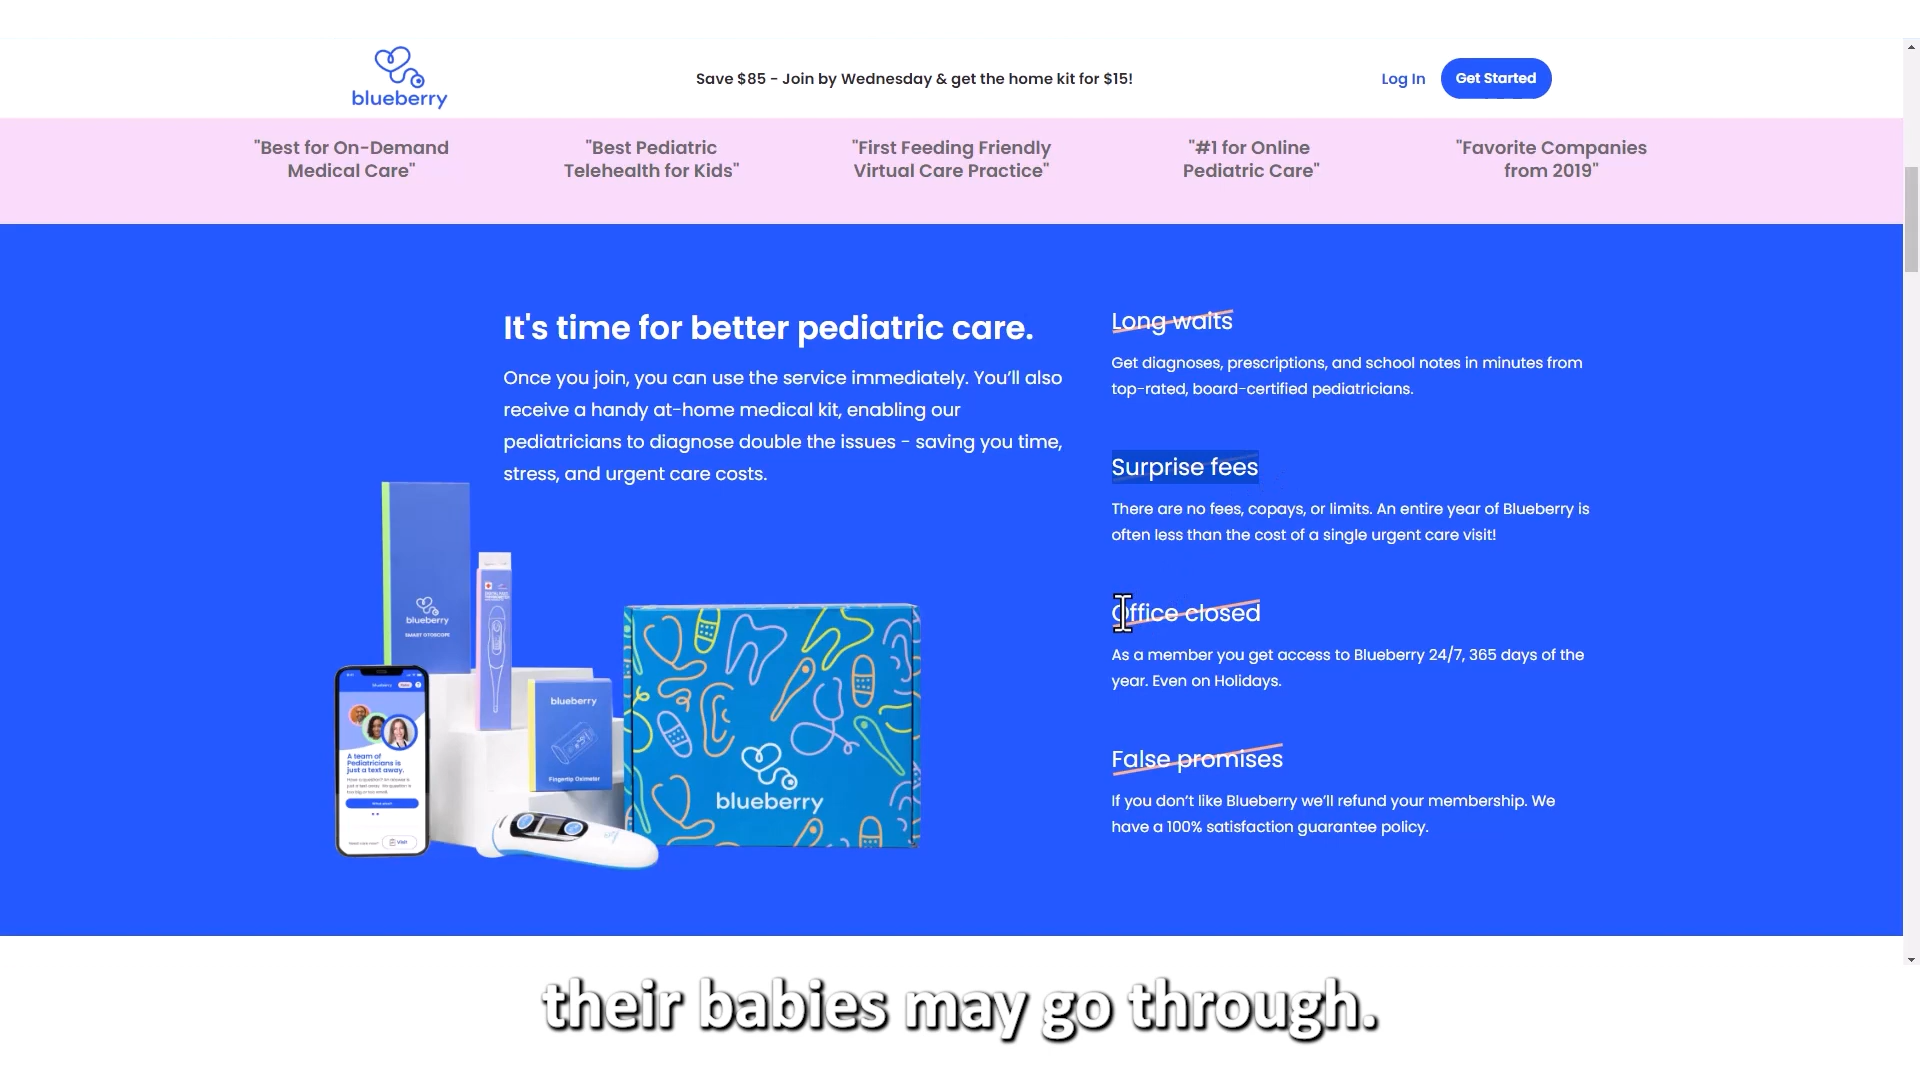 blueberry
Save $85 - Join by Wednesday & get the home kit for $15!
Log In
Get Started
"Best for On-Demand
Medical Care"
"Best Pediatric
Telehealth for Kids"
"First Feeding Friendly
Virtual Care Practice"
"#1 for Online
Pediatric Care"
"Favorite Companies
from 2019"
It's time for better pediatric care.
Once you join, you can use the service immediately. You’ll also
receive a handy at-home medical kit, enabling our
pediatricians to diagnose double the issues - saving you time,
stress, and urgent care costs.
Long waits
Get diagnoses, prescriptions, and school notes in minutes from
top-rated, board-certified pediatricians.
Surprise fees
There are no fees, copays, or limits. An entire year of Blueberry is
often less than the cost of a single urgent care visit!
Office closed
As a member you get access to Blueberry 24/7, 365 days of the
year. Even on Holidays.
False promises
If you don’t like Blueberry we’ll refund your membership. We
have a 100% satisfaction guarantee policy.
blueberry
SMART OTOSCOPE
blueberry
Fingertip Oximeter
blueberry
A team of
Pediatricians is
just a text away.
Visit
their babies may go through.